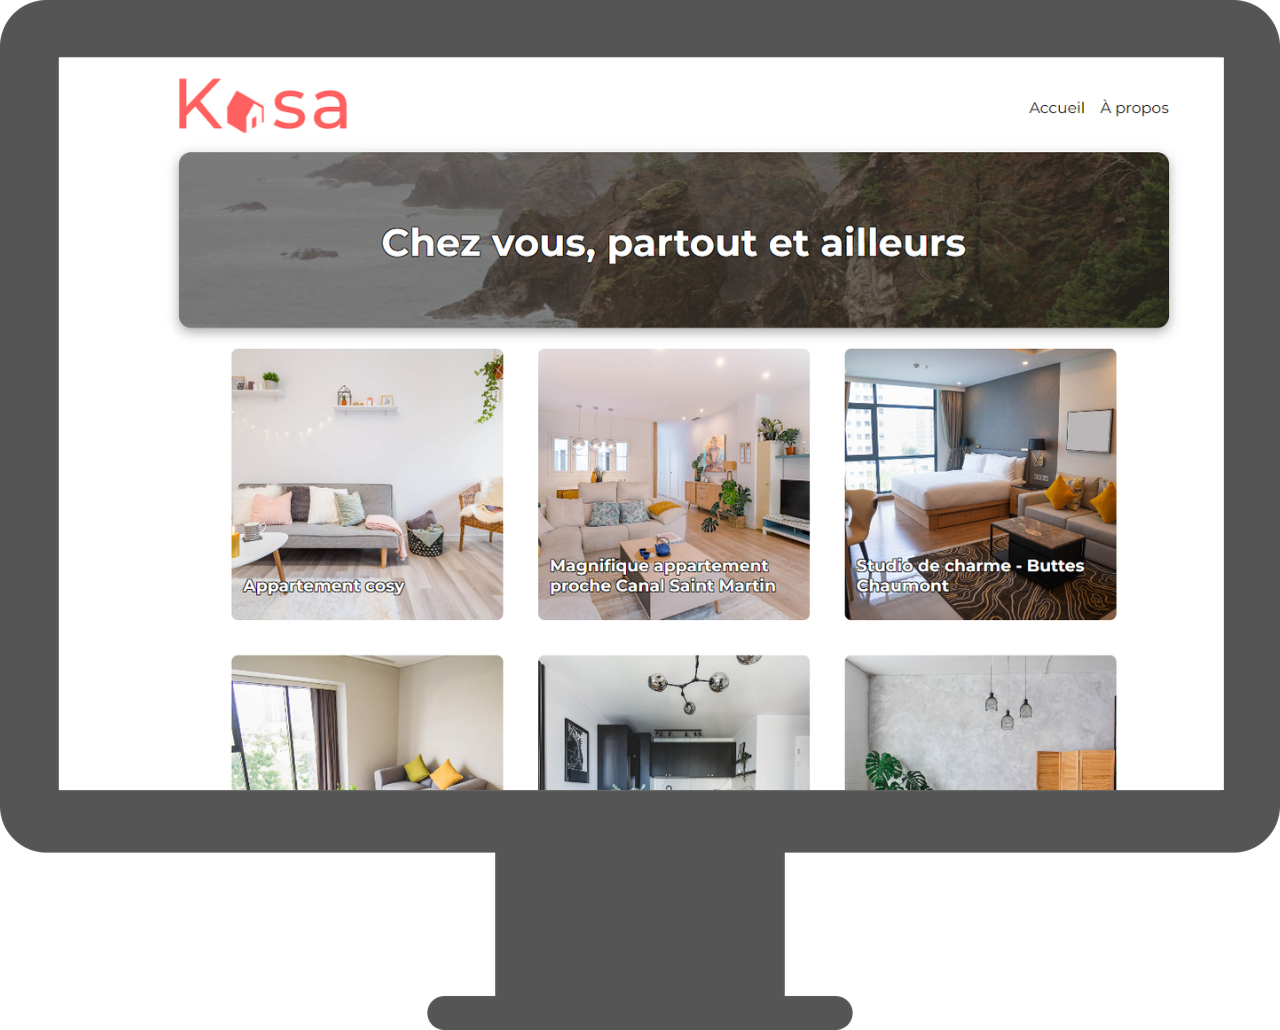 Kasa
Accueil À propos
Chez vous, partout et ailleurs
Appartement cosy
Magnifique appartement
proche Canal Saint Martin
Studio de charme - Buttes
Chaumont